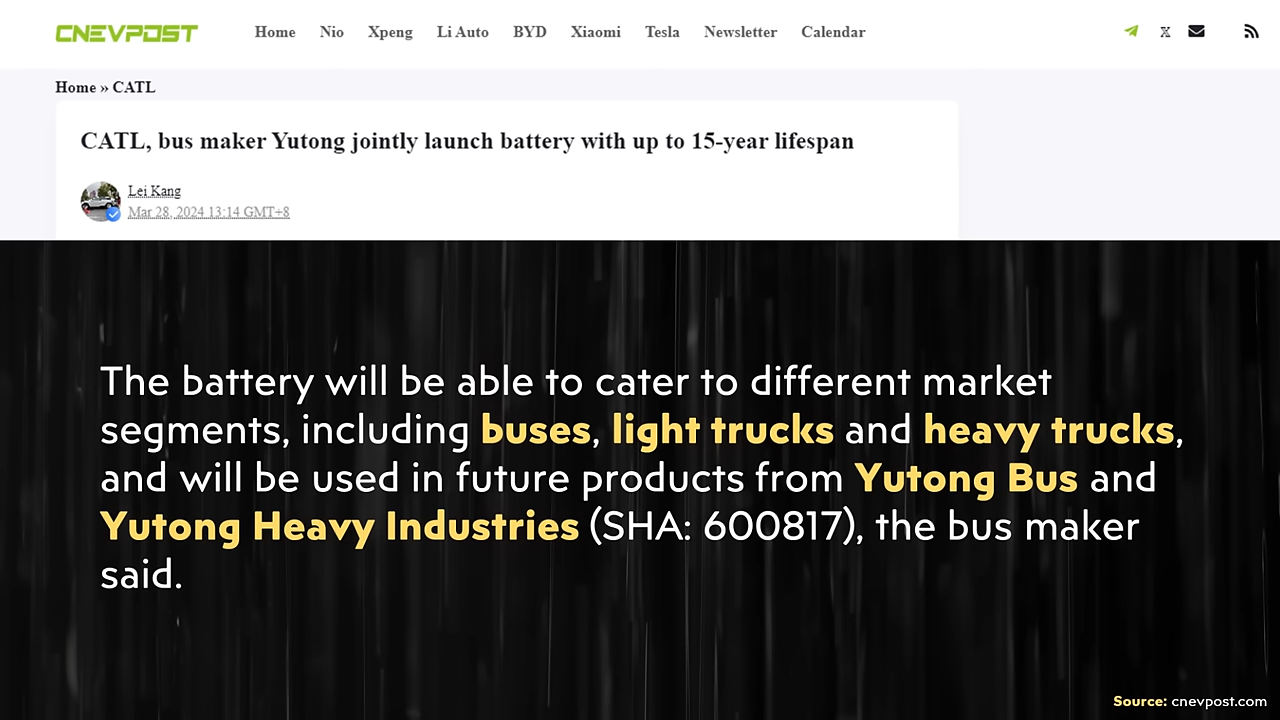 CNEVPOST Home Nio Xpeng Li Auto BYD Xiaomi Tesla Newsletter Calendar
Home » CATL
CATL, bus maker Yutong jointly launch battery with up to 15-year lifespan
Lei Kang
Mar 28, 2024 13:14 GMT+8
The battery will be able to cater to different market
segments, including buses, light trucks and heavy trucks,
and will be used in future products from Yutong Bus and
Yutong Heavy Industries (SHA: 600817), the bus maker
said.
Source: cnevpost.com